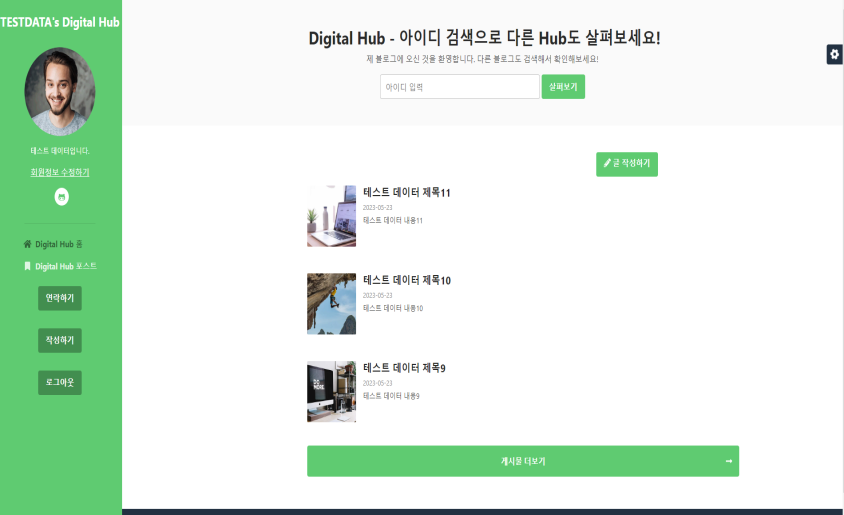 TESTDATA's Digital Hub
테스트 데이터입니다.
회원정보 수정하기
Digital Hub 홈
Digital Hub 포스트
연락하기
작성하기
로그아웃
Digital Hub - 아이디 검색으로 다른 Hub도 살펴보세요!
제 블로그에 오신 것을 환영합니다. 다른 블로그도 검색해서 확인해보세요!
아이디 입력
살펴보기
글 작성하기
테스트 데이터 제목11
2023-05-23
테스트 데이터 내용11
테스트 데이터 제목10
2023-05-23
테스트 데이터 내용10
DO
MORE.
테스트 데이터 제목9
2023-05-23
테스트 데이터 내용9
게시물 더보기